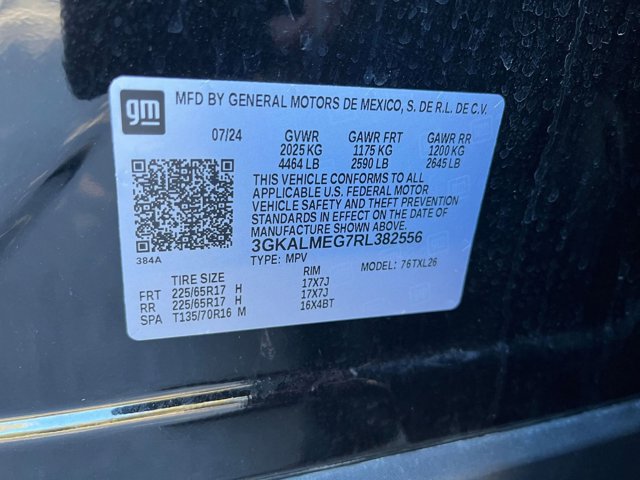 gm MFD BY GENERAL MOTORS DE MEXICO, S. DE R.L. DE C.V.
07/24 GVWR GAWR FRT GAWR RR
2025 KG 1175 KG 1200 KG
4464 LB 2590 LB 2645 LB
THIS VEHICLE CONFORMS TO ALL
APPLICABLE U.S. FEDERAL MOTOR
VEHICLE SAFETY AND THEFT PREVENTION
STANDARDS IN EFFECT ON THE DATE OF
MANUFACTURE SHOWN ABOVE.
3GKALMEG7RL382556
384A
TYPE: MPV MODEL: 76TXL26
TIRE SIZE RIM
FRT 225/65R17 H 17X7J
RR 225/65R17 H 17X7J
SPA T135/70R16 M 16X4BT